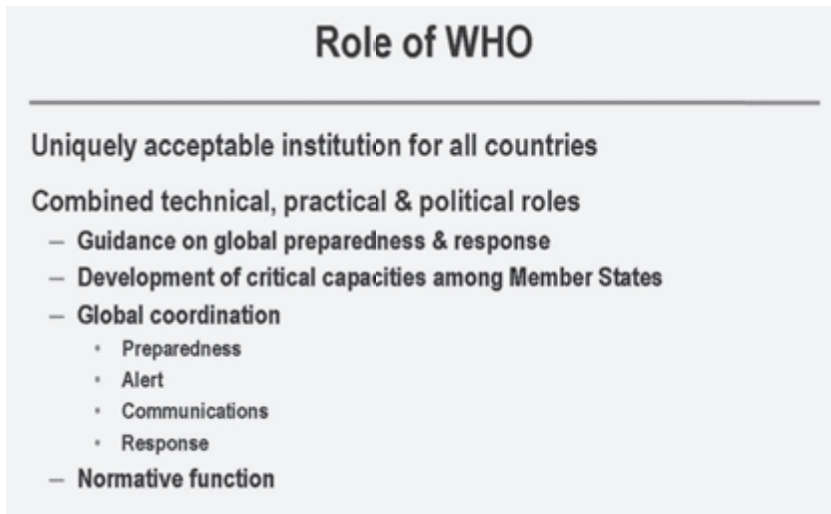 Role of WHO
Uniquely acceptable institution for all countries
Combined technical, practical & political roles
– Guidance on global preparedness & response
– Development of critical capacities among Member States
– Global coordination
• Preparedness
• Alert
• Communications
• Response
– Normative function